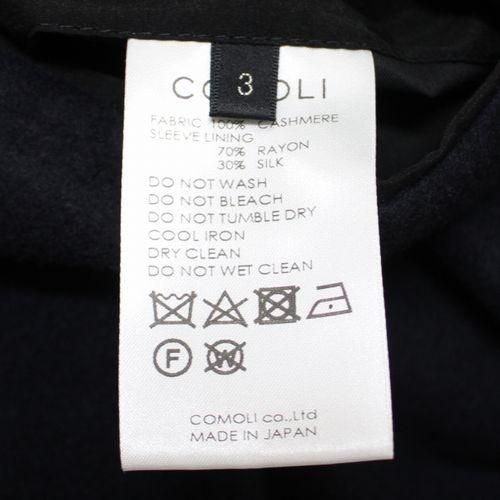 3
COMOLI
FABRIC 100% CASHMERE
SLEEVE LINING
70% RAYON
30% SILK
DO NOT WASH
DO NOT BLEACH
DO NOT TUMBLE DRY
COOL IRON
DRY CLEAN
DO NOT WET CLEAN
F W
COMOLI co.,Ltd
MADE IN JAPAN